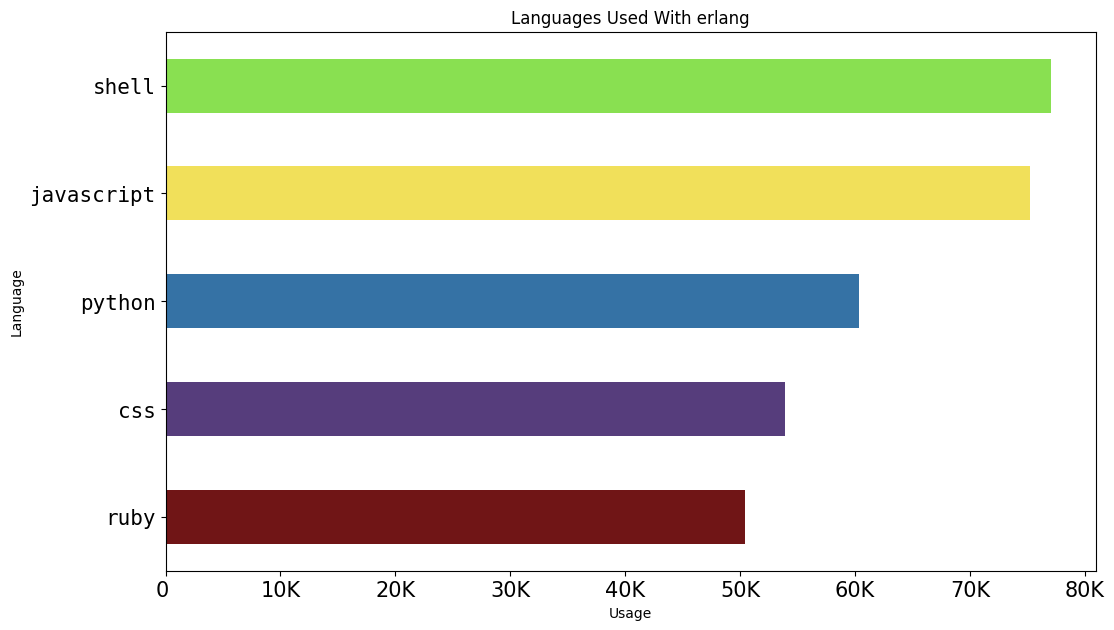 Languages Used With erlang
shell
javascript
python
css
ruby
Language
0 10K 20K 30K 40K 50K 60K 70K 80K
Usage